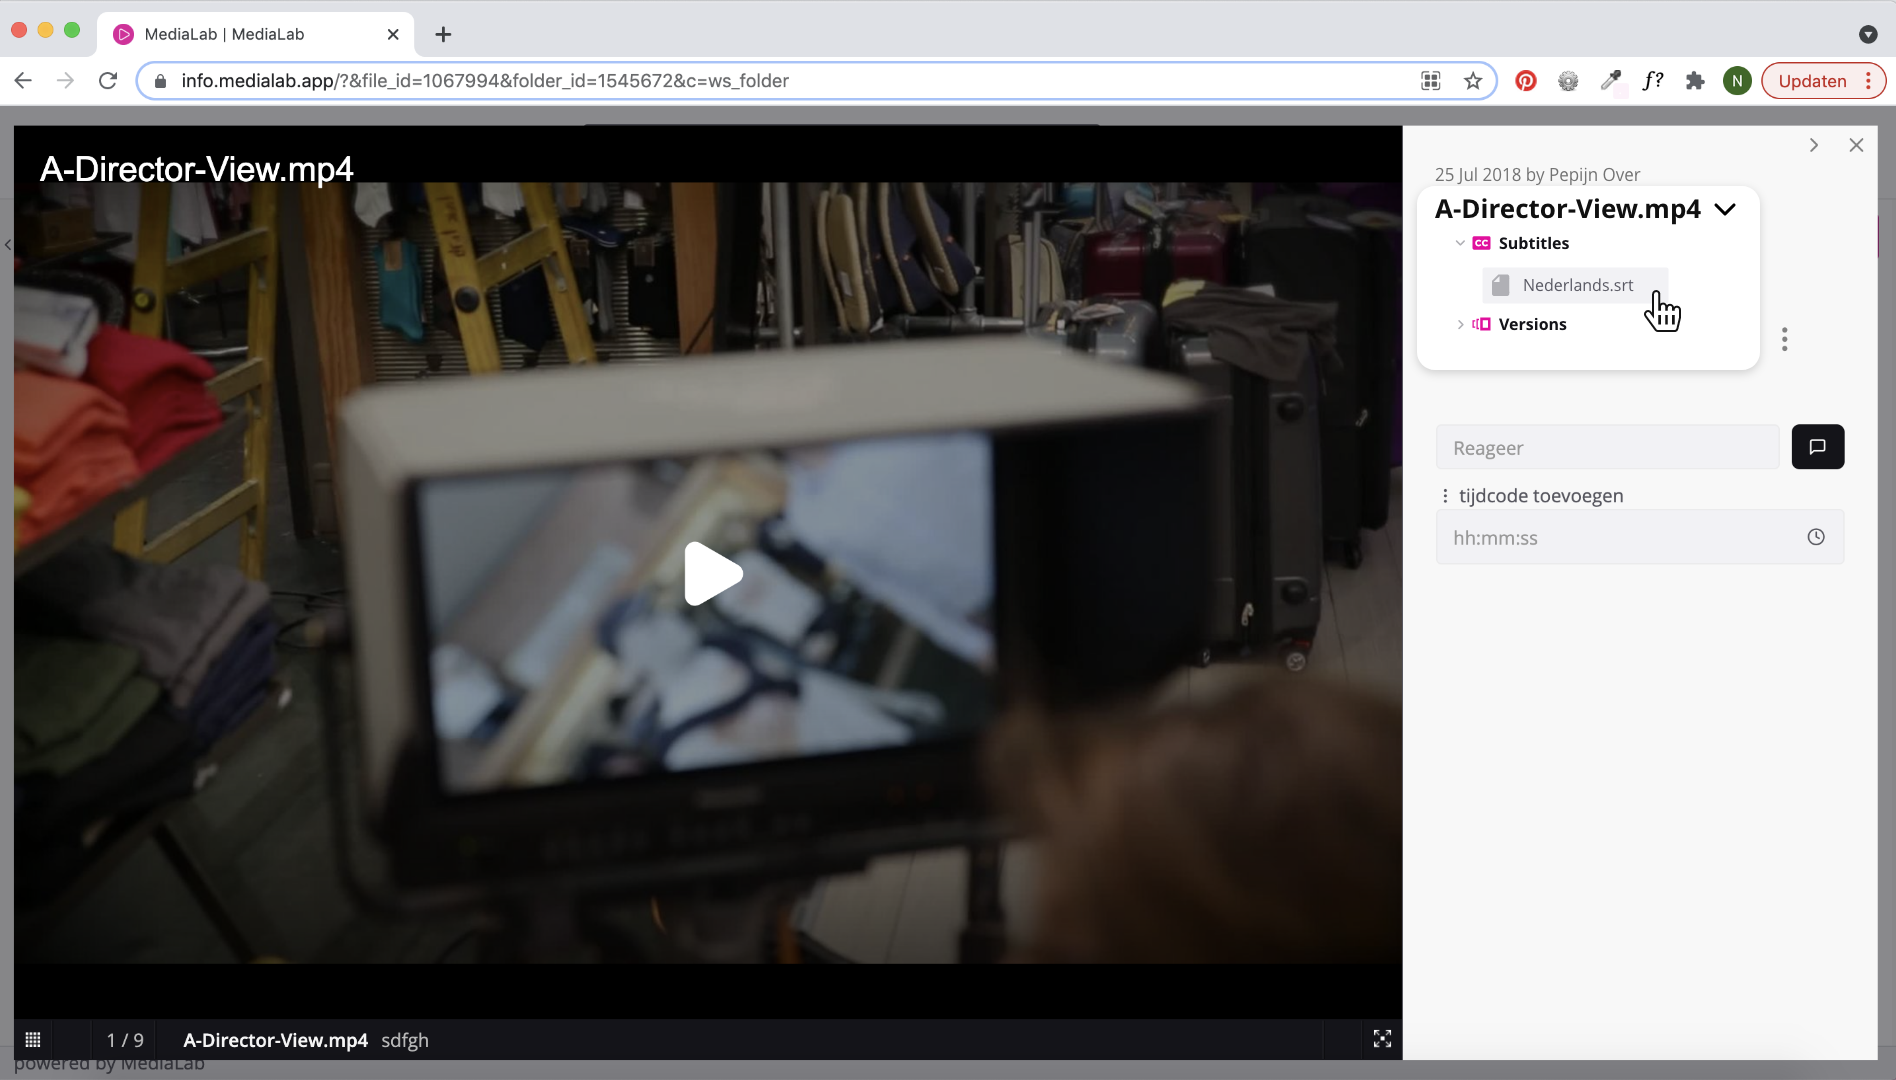 MediaLab | MediaLab
info.medialab.app/?&file_id=1067994&folder_id=1545672&c=ws_folder
f?
N
Updaten
A-Director-View.mp4
25 Jul 2018 by Pepijn Over
A-Director-View.mp4
CC Subtitles
Nederlands.srt
Versions
Reageer
tijdcode toevoegen
hh:mm:ss
1 / 9
A-Director-View.mp4 sdfgh
powered by MediaLab